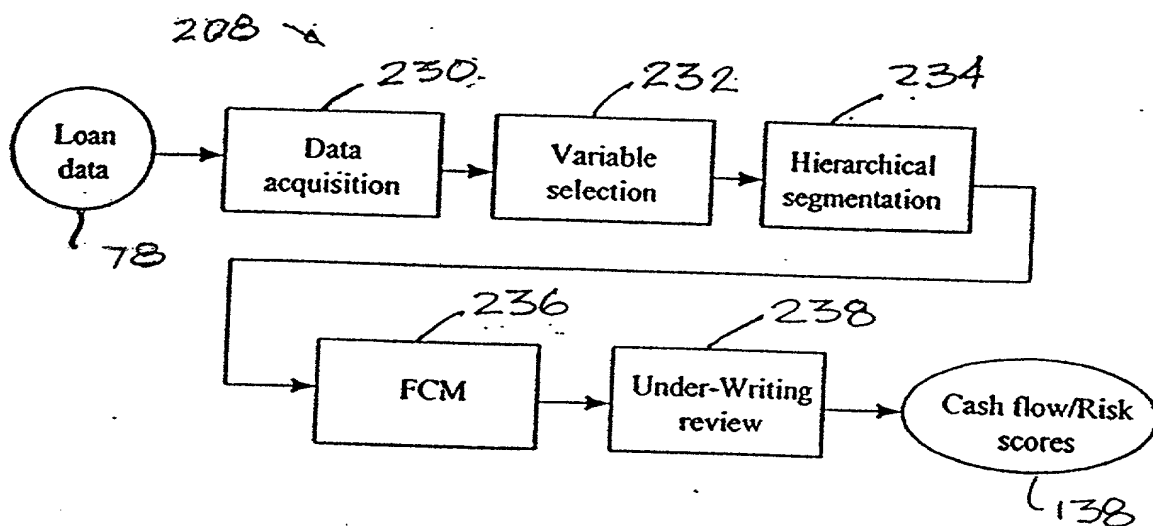 208
230
232
234
Loan
data
Data
acquisition
Variable
selection
Hierarchical
segmentation
78
236
238
FCM
Under-Writing
review
Cash flow/Risk
scores
138